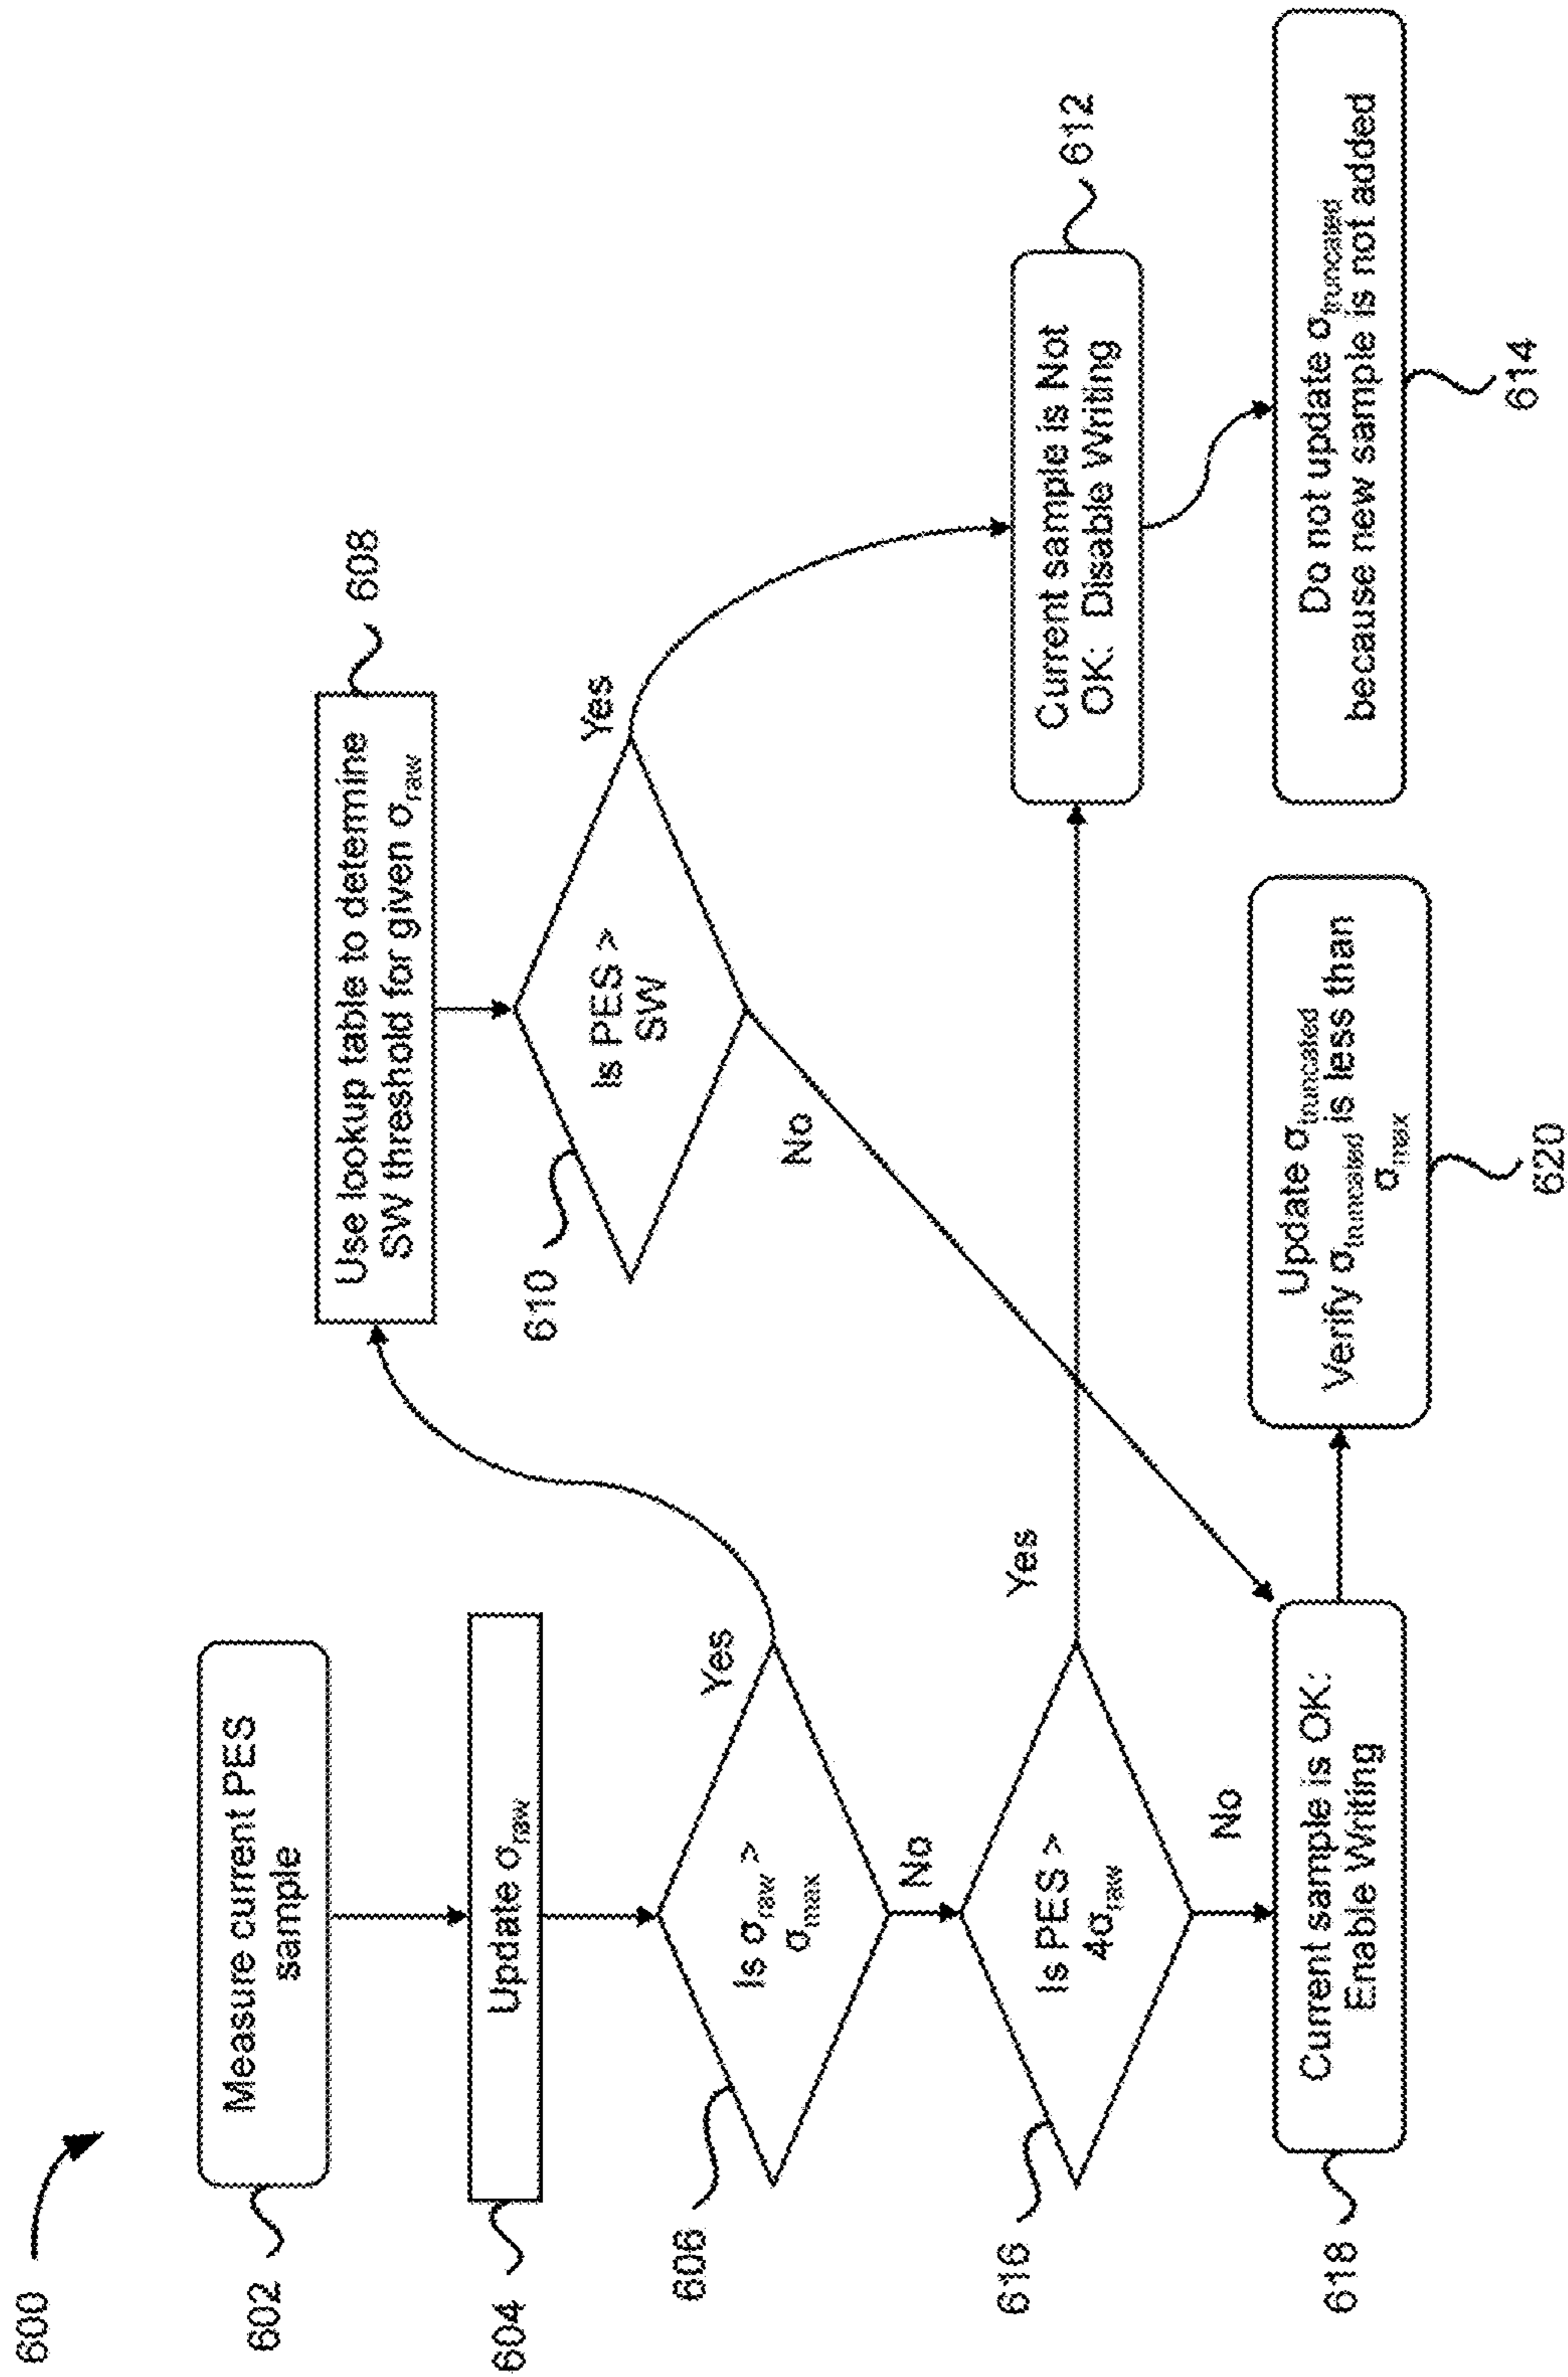 600
602
Measure current PES
sample
604
Update σraw
606
Is σraw >
σmax
Yes
No
608
Use lookup table to determine
SW threshold for given σraw
610
Is PES >
SW
Yes
No
616
Is PES >
4σraw
Yes
No
612
Current sample is Not
OK: Disable Writing
618
Current sample is OK:
Enable Writing
Update σtruncated
Verify σtruncated is less than
σmax
620
Do not update σtruncated
because new sample is not added
614